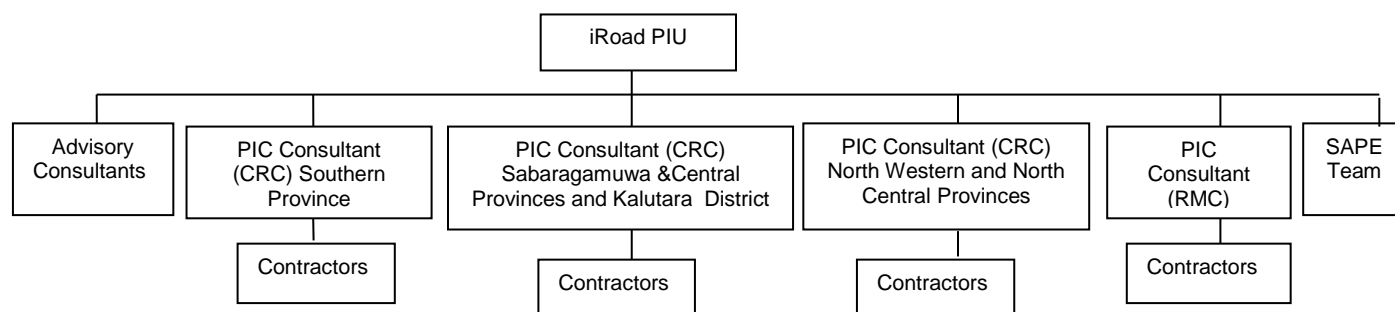 iRoad PIU
Advisory
Consultants
PIC Consultant
(CRC) Southern
Province
PIC Consultant (CRC)
Sabaragamuwa &Central
Provinces and Kalutara District
PIC Consultant (CRC)
North Western and North
Central Provinces
PIC
Consultant
(RMC)
SAPE
Team
Contractors
Contractors
Contractors
Contractors